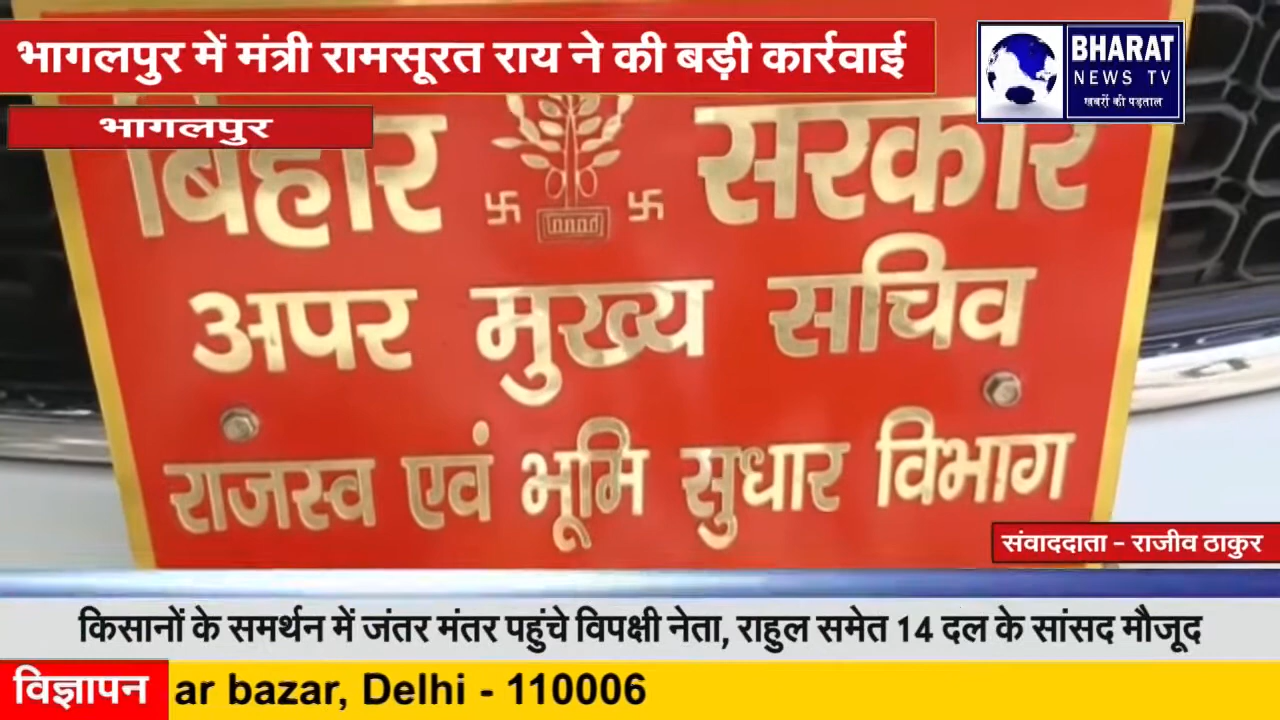 भागलपुर में मंत्री रामसूरत राय ने की बड़ी कार्रवाई
BHARAT
NEWS TV
खबरों की पड़ताल
भागलपुर
बिहार सरकार
अपर मुख्य सचिव
राजस्व एवं भूमि सुधार विभाग
संवाददाता - राजीव ठाकुर
किसानों के समर्थन में जंतर मंतर पहुंचे विपक्षी नेता, राहुल समेत 14 दल के सांसद मौजूद
विज्ञापन ar bazar, Delhi - 110006